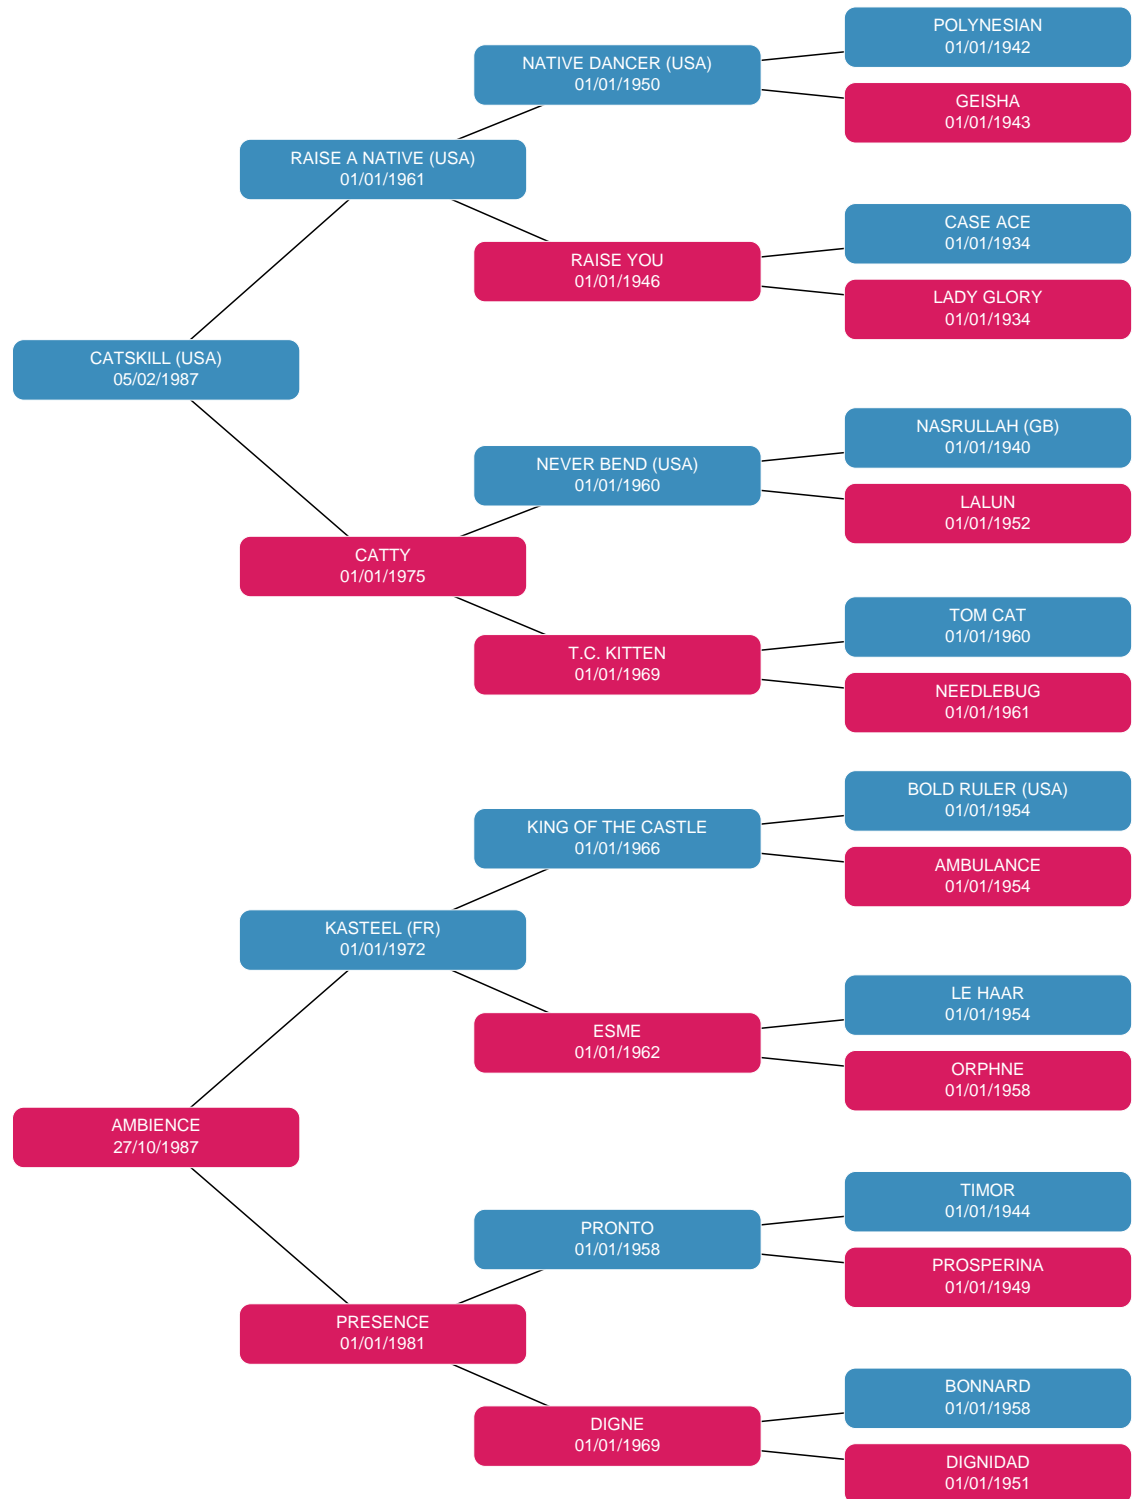 POLYNESIAN
01/01/1942
NATIVE DANCER (USA)
01/01/1950
GEISHA
01/01/1943
RAISE A NATIVE (USA)
01/01/1961
CASE ACE
01/01/1934
RAISE YOU
01/01/1946
LADY GLORY
01/01/1934
CATSKILL (USA)
05/02/1987
NASRULLAH (GB)
01/01/1940
NEVER BEND (USA)
01/01/1960
LALUN
01/01/1952
CATTY
01/01/1975
TOM CAT
01/01/1960
T.C. KITTEN
01/01/1969
NEEDLEBUG
01/01/1961
BOLD RULER (USA)
01/01/1954
KING OF THE CASTLE
01/01/1966
AMBULANCE
01/01/1954
KASTEEL (FR)
01/01/1972
LE HAAR
01/01/1954
ESME
01/01/1962
ORPHNE
01/01/1958
AMBIENCE
27/10/1987
TIMOR
01/01/1944
PRONTO
01/01/1958
PROSPERINA
01/01/1949
PRESENCE
01/01/1981
BONNARD
01/01/1958
DIGNE
01/01/1969
DIGNIDAD
01/01/1951